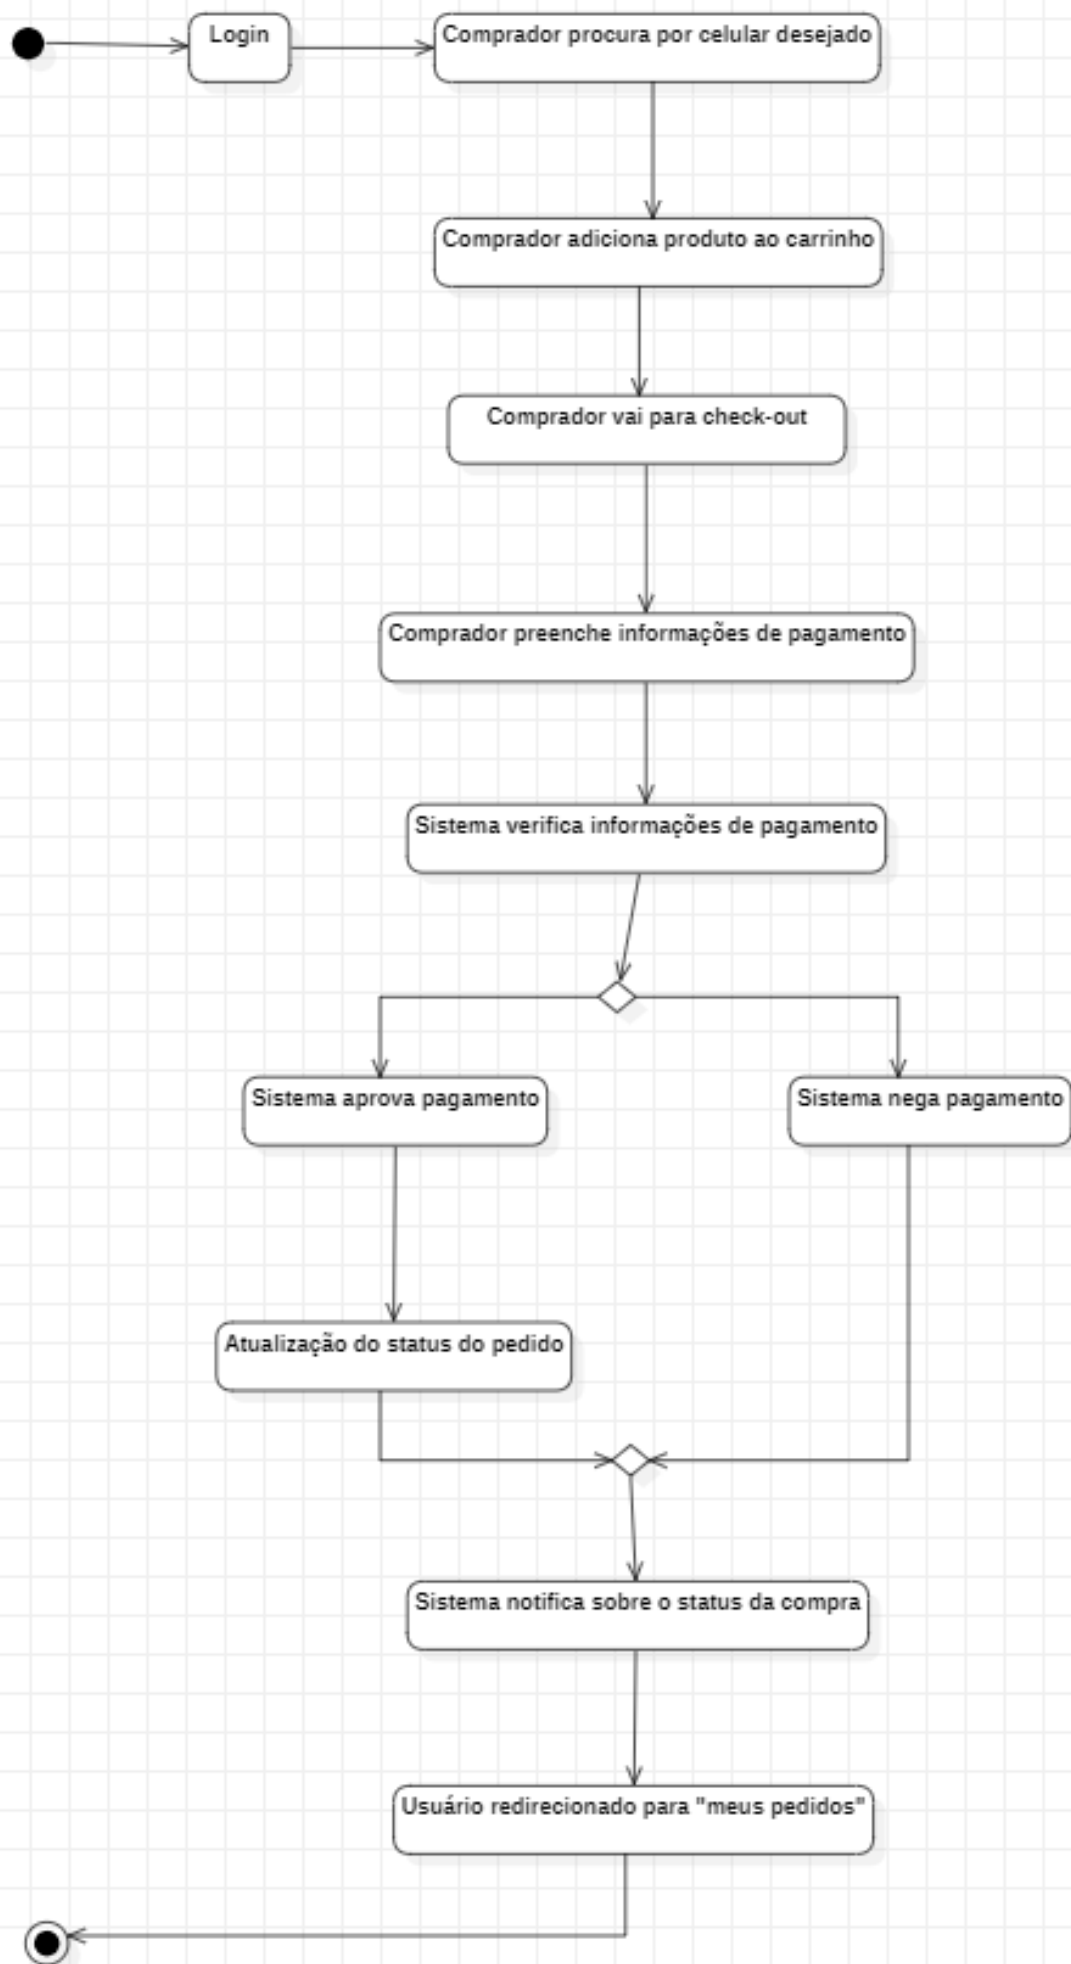 Login
Comprador procura por celular desejado
Comprador adiciona produto ao carrinho
Comprador vai para check-out
Comprador preenche informações de pagamento
Sistema verifica informações de pagamento
Sistema aprova pagamento
Sistema nega pagamento
Atualização do status do pedido
Sistema notifica sobre o status da compra
Usuário redirecionado para "meus pedidos"